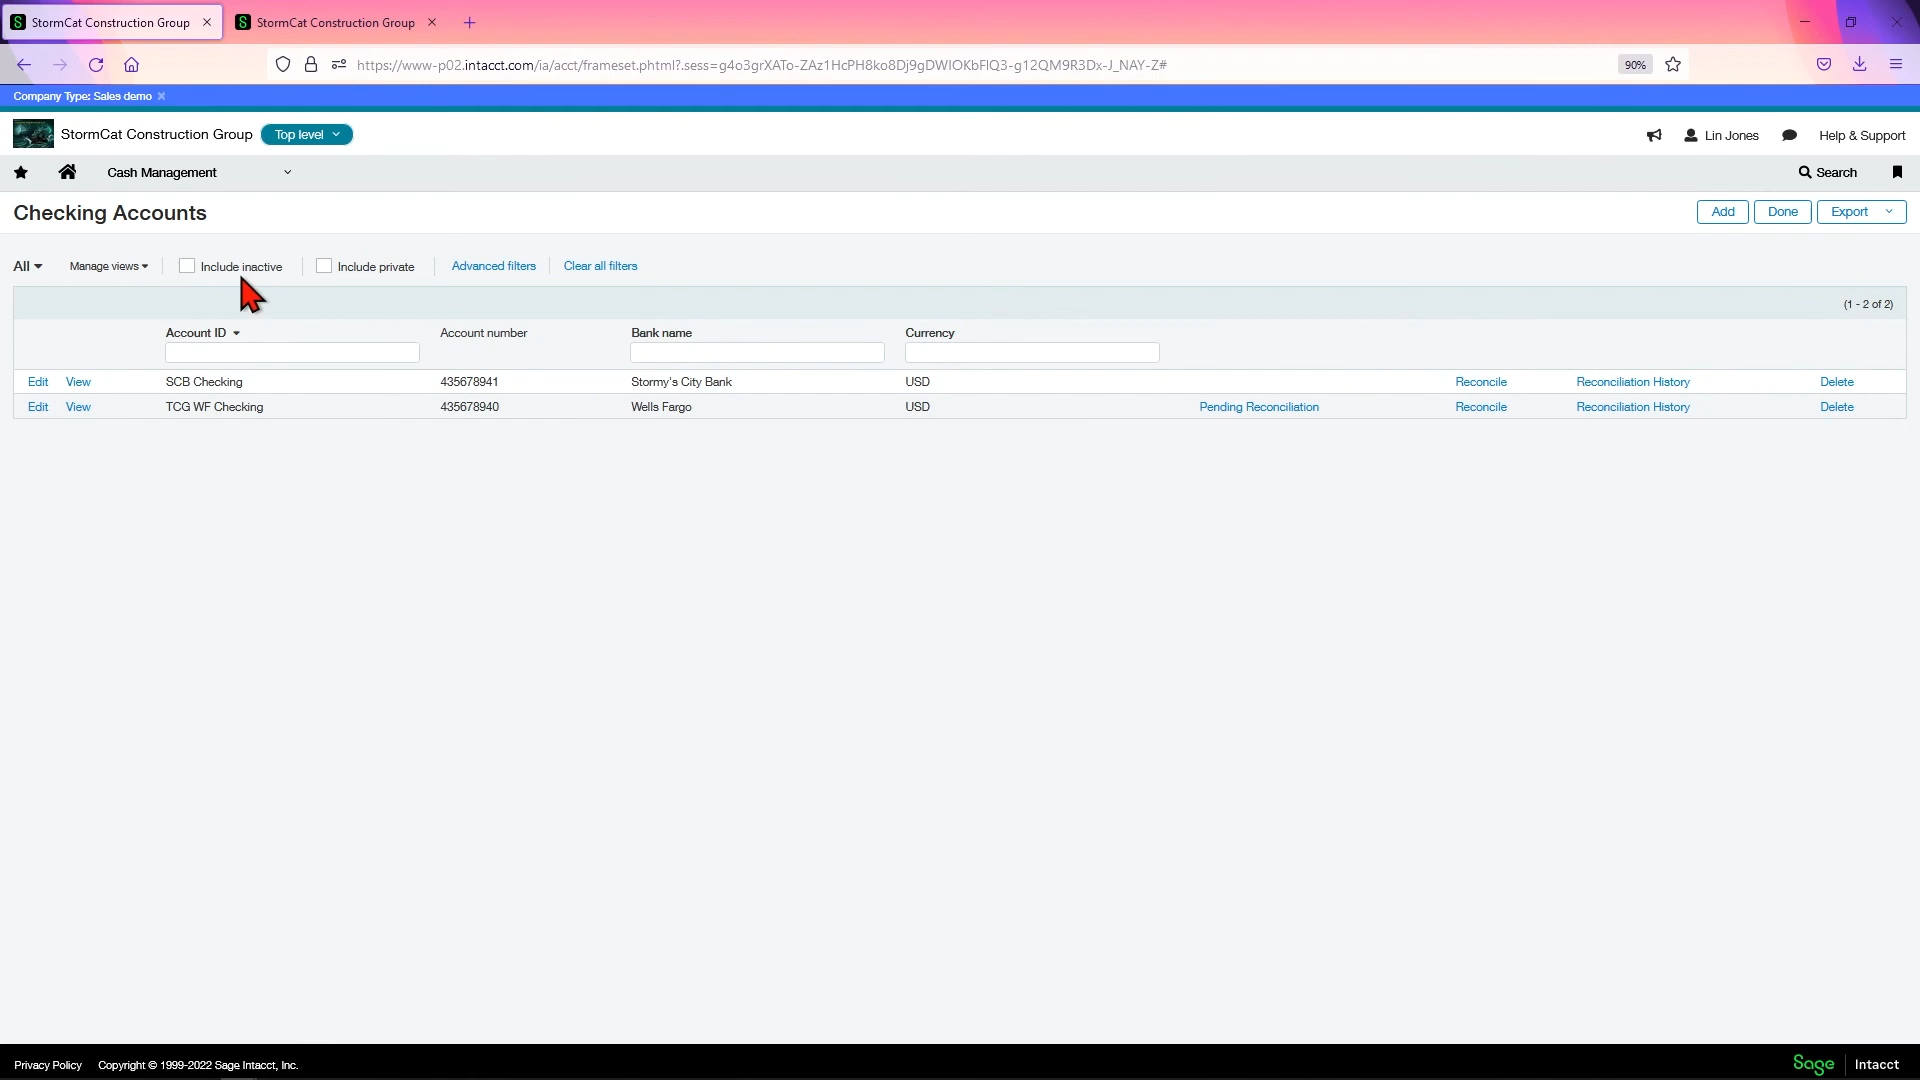 StormCat Construction Group
StormCat Construction Group
https://www-p02.intacct.com/ia/acct/frameset.phtml?.sess=g4o3grXATo-ZAz1HcPH8ko8Dj9gDWIOKbFlQ3-g12QM9R3Dx-J_NAY-Z#
90%
Company Type: Sales demo
StormCat Construction Group Top level
Lin Jones Help & Support
Cash Management Search
Checking Accounts Add Done Export
All Manage views Include inactive Include private Advanced filters Clear all filters
(1 - 2 of 2)
Account ID Account number Bank name Currency
Edit View SCB Checking 435678941 Stormy's City Bank USD Reconcile Reconciliation History Delete
Edit View TCG WF Checking 435678940 Wells Fargo USD Pending Reconciliation Reconcile Reconciliation History Delete
Privacy Policy Copyright © 1999-2022 Sage Intacct, Inc. Sage Intacct